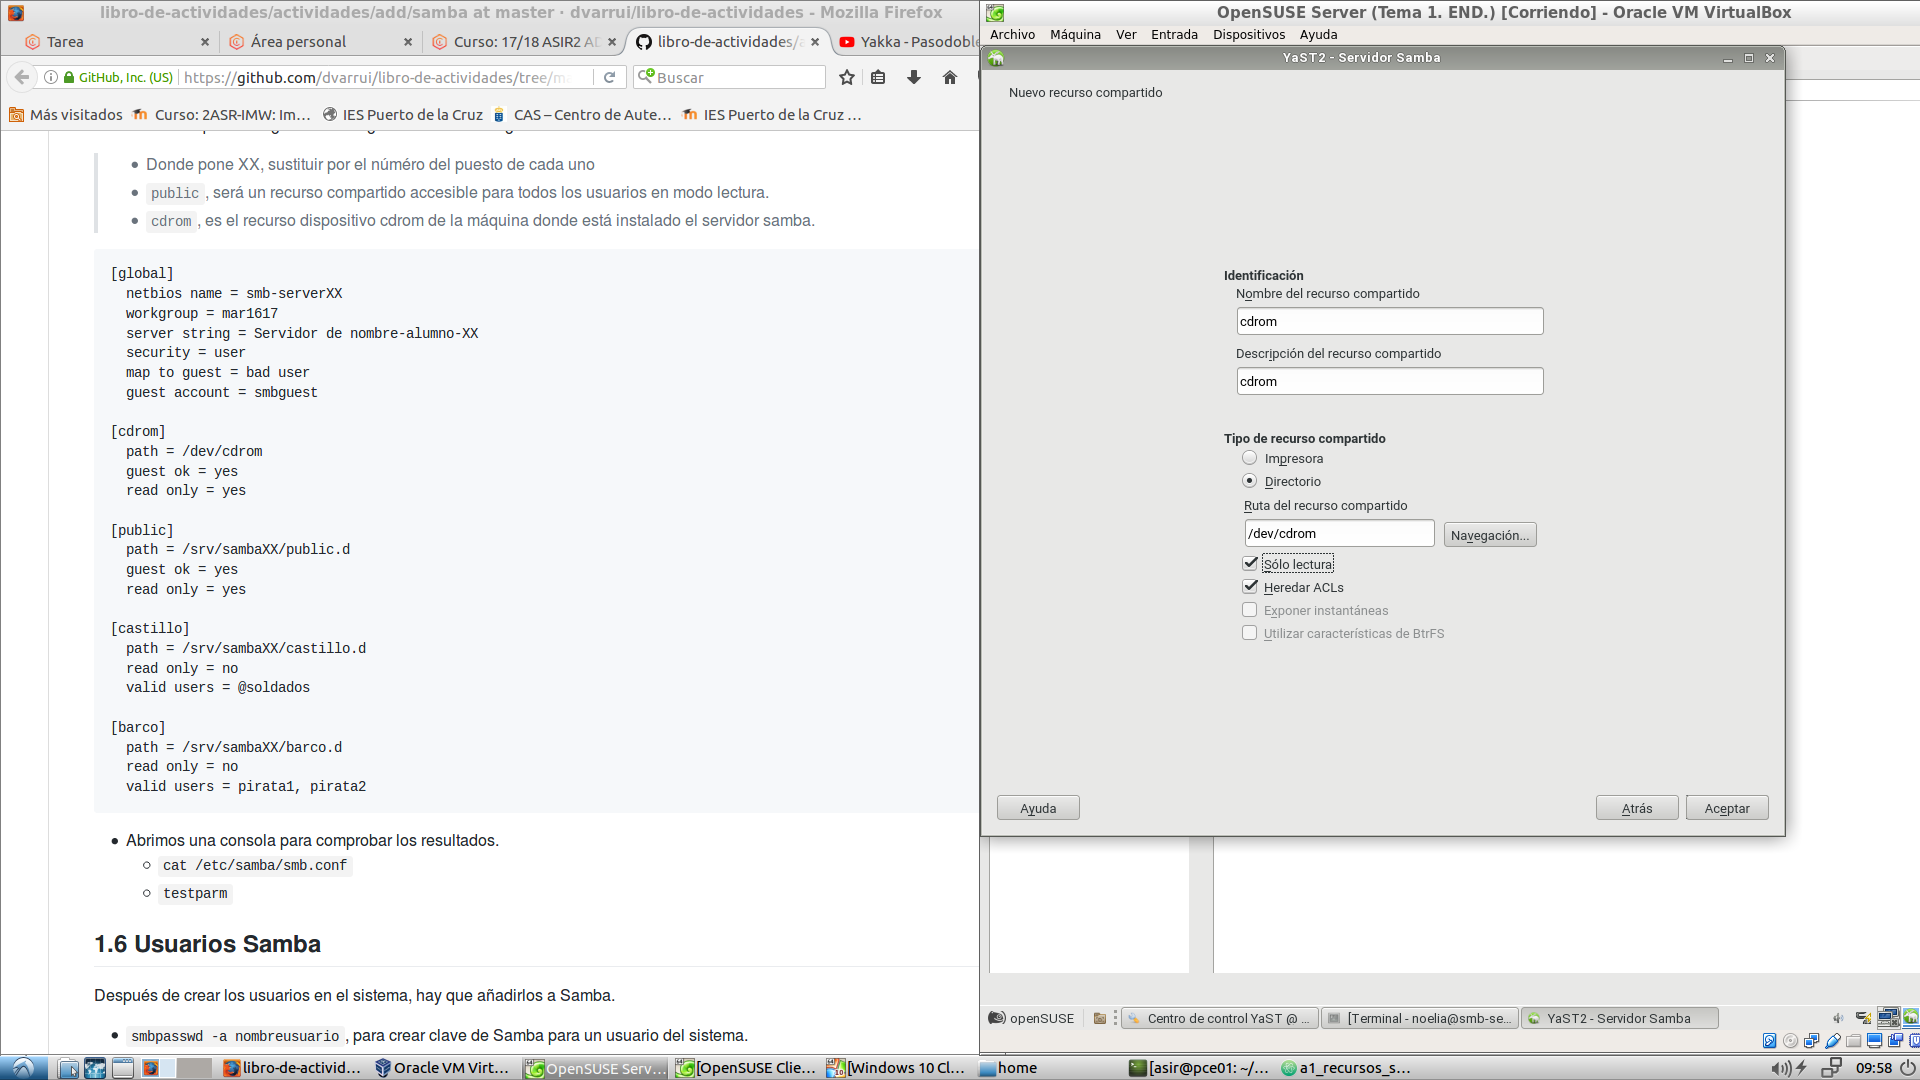 libro-de-actividades/actividades/add/samba at master · dvarrui/libro-de-actividades - Mozilla Firefox
Tarea
Área personal
Curso: 17/18 ASIR2 AD
libro-de-actividades/a
Yakka - Pasodoble
GitHub, Inc. (US)
https://github.com/dvarrui/libro-de-actividades/tree/ma
Buscar
Más visitados
Curso: 2ASR-IMW: Im...
IES Puerto de la Cruz
CAS – Centro de Aute...
IES Puerto de la Cruz ...
Donde pone XX, sustituir por el núméro del puesto de cada uno
public , será un recurso compartido accesible para todos los usuarios en modo lectura.
cdrom , es el recurso dispositivo cdrom de la máquina donde está instalado el servidor samba.
[global]
netbios name = smb-serverXX
workgroup = mar1617
server string = Servidor de nombre-alumno-XX
security = user
map to guest = bad user
guest account = smbguest
[cdrom]
path = /dev/cdrom
guest ok = yes
read only = yes
[public]
path = /srv/sambaXX/public.d
guest ok = yes
read only = yes
[castillo]
path = /srv/sambaXX/castillo.d
read only = no
valid users = @soldados
[barco]
path = /srv/sambaXX/barco.d
read only = no
valid users = pirata1, pirata2
Abrimos una consola para comprobar los resultados.
cat /etc/samba/smb.conf
testparm
1.6 Usuarios Samba
Después de crear los usuarios en el sistema, hay que añadirlos a Samba.
smbpasswd -a nombreusuario , para crear clave de Samba para un usuario del sistema.
OpenSUSE Server (Tema 1. END.) [Corriendo] - Oracle VM VirtualBox
Archivo Máquina Ver Entrada Dispositivos Ayuda
YaST2 - Servidor Samba
Nuevo recurso compartido
Identificación
Nombre del recurso compartido
cdrom
Descripción del recurso compartido
cdrom
Tipo de recurso compartido
Impresora
Directorio
Ruta del recurso compartido
/dev/cdrom
Navegación...
Sólo lectura
Heredar ACLs
Exponer instantáneas
Utilizar características de BtrFS
Ayuda
Atrás
Aceptar
openSUSE
Centro de control YaST @ ...
[Terminal - noelia@smb-se...
YaST2 - Servidor Samba
libro-de-activid...
Oracle VM Virt...
OpenSUSE Serv...
[OpenSUSE Clie...
[Windows 10 Cl...
home
[asir@pce01: ~/...
a1_recursos_s...
09:58